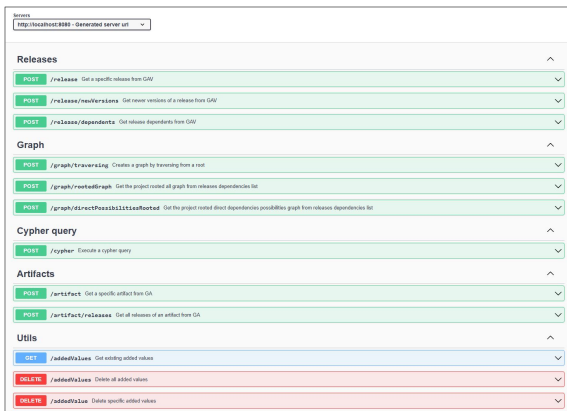 Servers
http://localhost:8080 - Generated server url
Releases
POST /release Get a specific release from GAV
POST /release/newVersions Get newer versions of a release from GAV
POST /release/dependents Get release dependents from GAV
Graph
POST /graph/traversing Creates a graph by traversing from a root
POST /graph/rootedGraph Get the project rooted all graph from releases dependencies list
POST /graph/directPossibilitiesRooted Get the project rooted direct dependencies possibilities graph from releases dependencies list
Cypher query
POST /cypher Execute a cypher query
Artifacts
POST /artifact Get a specific artifact from GA
POST /artifact/releases Get all releases of an artifact from GA
Utils
GET /addedValues Get existing added values
DELETE /addedValues Delete all added values
DELETE /addedValue Delete specific added values